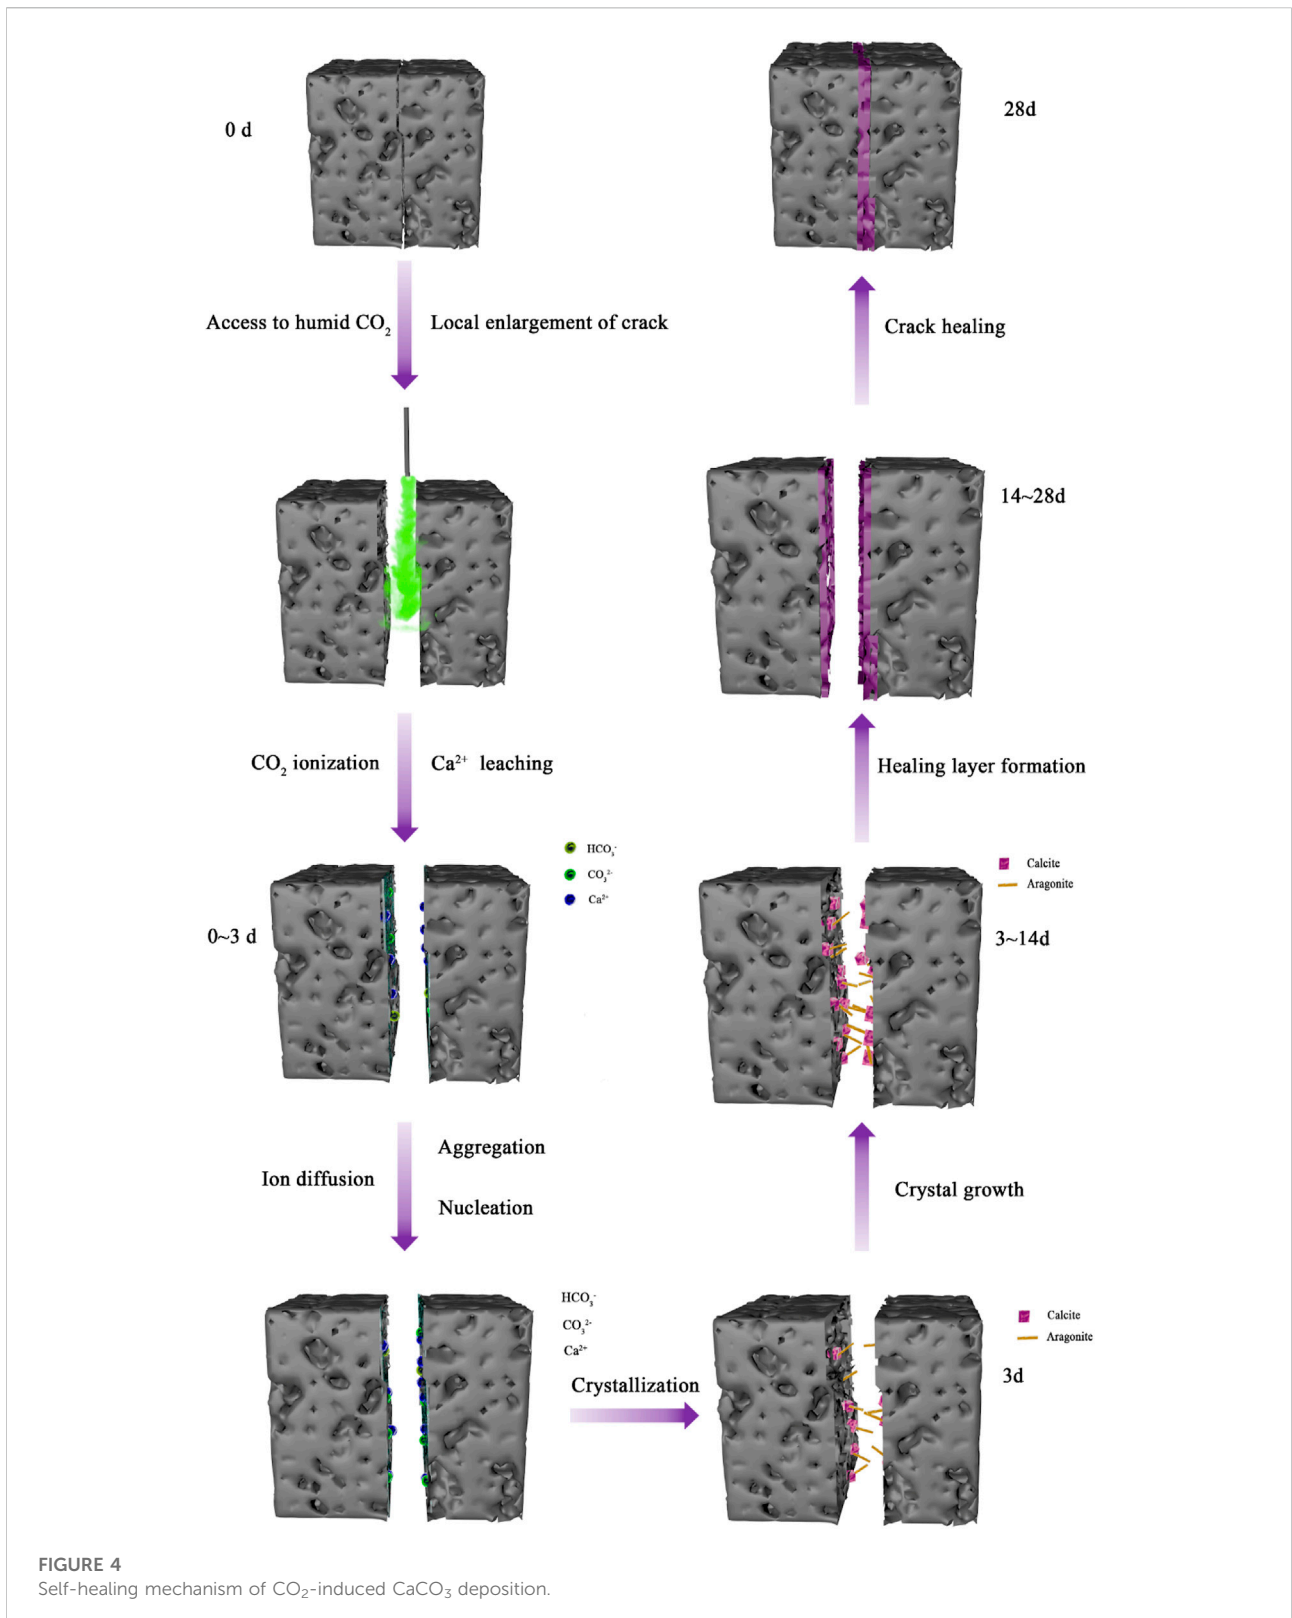 0 d
Access to humid CO₂
Local enlargement of crack
CO₂ ionization
Ca²⁺ leaching
HCO₃⁻
CO₃²⁻
Ca²⁺
0~3 d
Ion diffusion
Aggregation
Nucleation
HCO₃⁻
CO₃²⁻
Ca²⁺
Crystallization
Calcite
Aragonite
3d
Crystal growth
Calcite
Aragonite
3~14d
Healing layer formation
14~28d
Crack healing
28d
FIGURE 4
Self-healing mechanism of CO₂-induced CaCO₃ deposition.